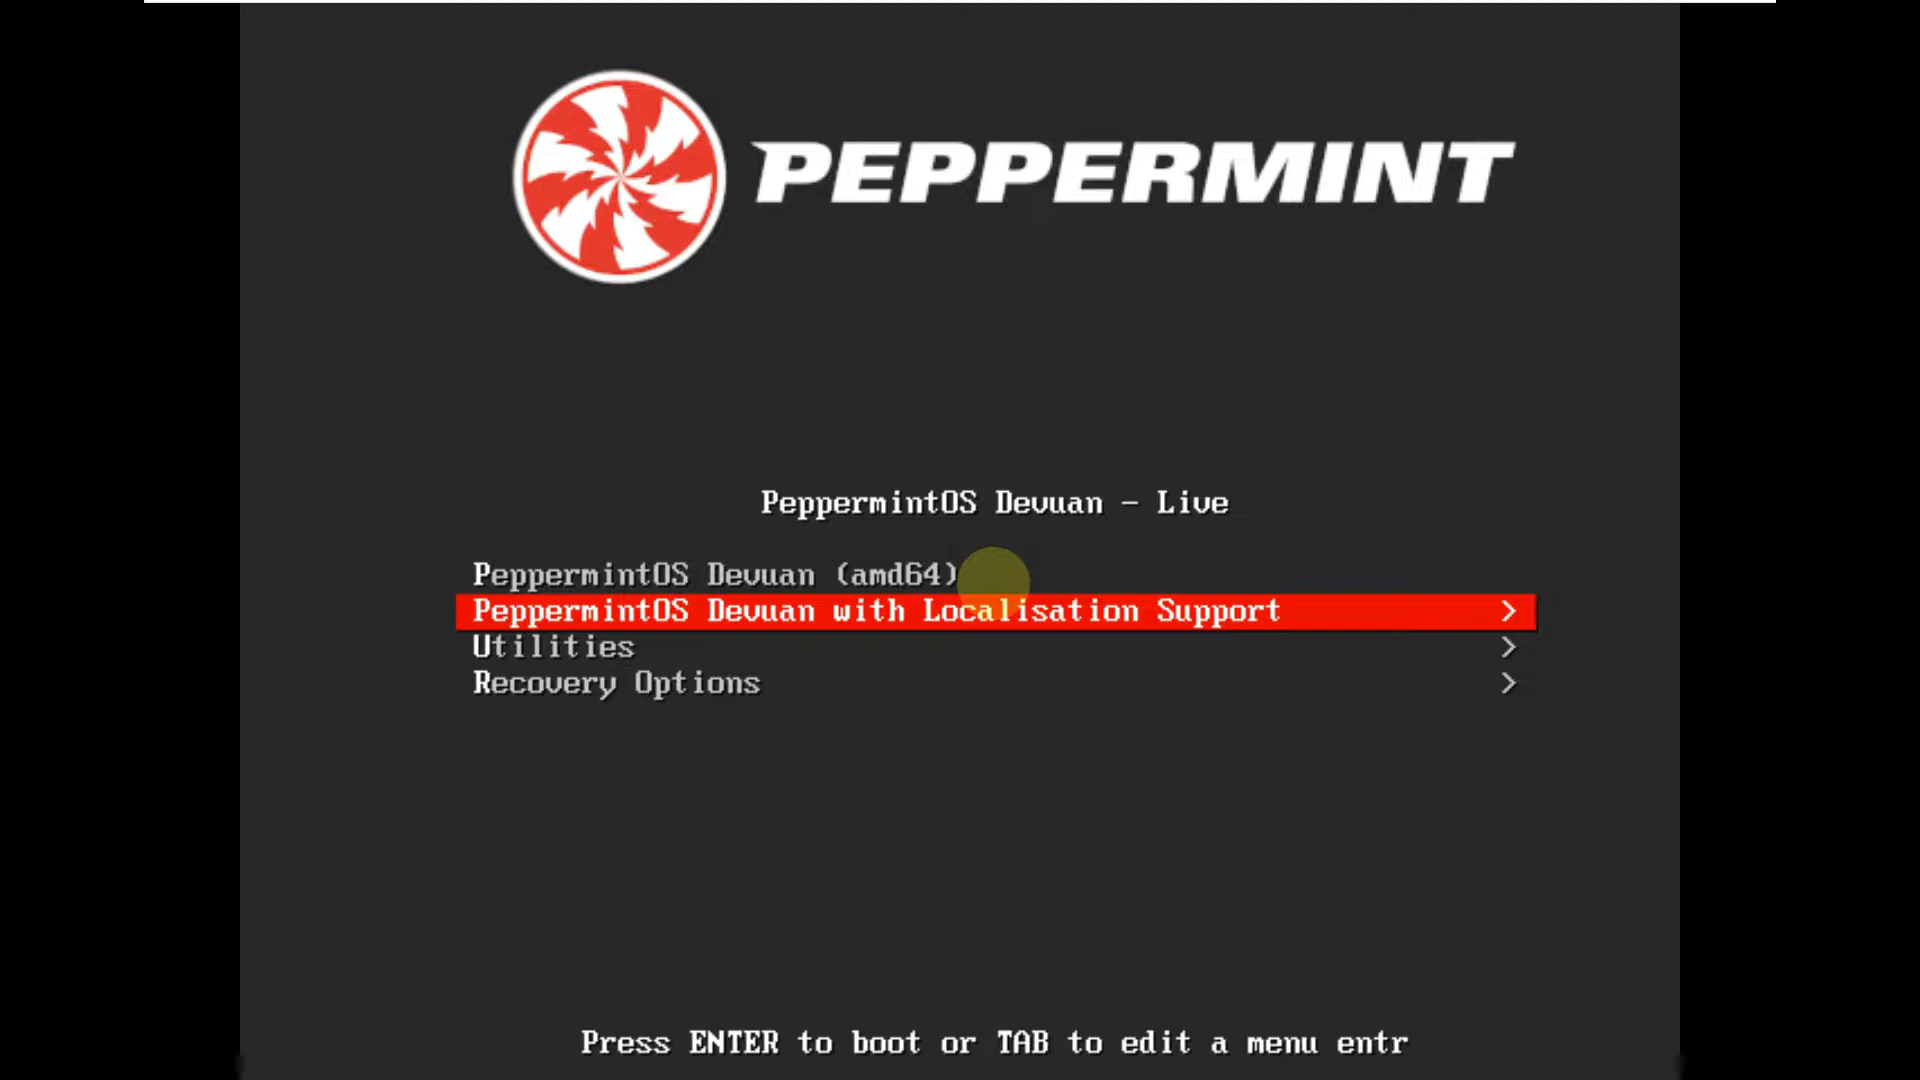 PEPPERMINT
PeppermintOS Devuan - Live
PeppermintOS Devuan (amd64)
PeppermintOS Devuan with Localisation Support >
Utilities >
Recovery Options >
Press ENTER to boot or TAB to edit a menu entr